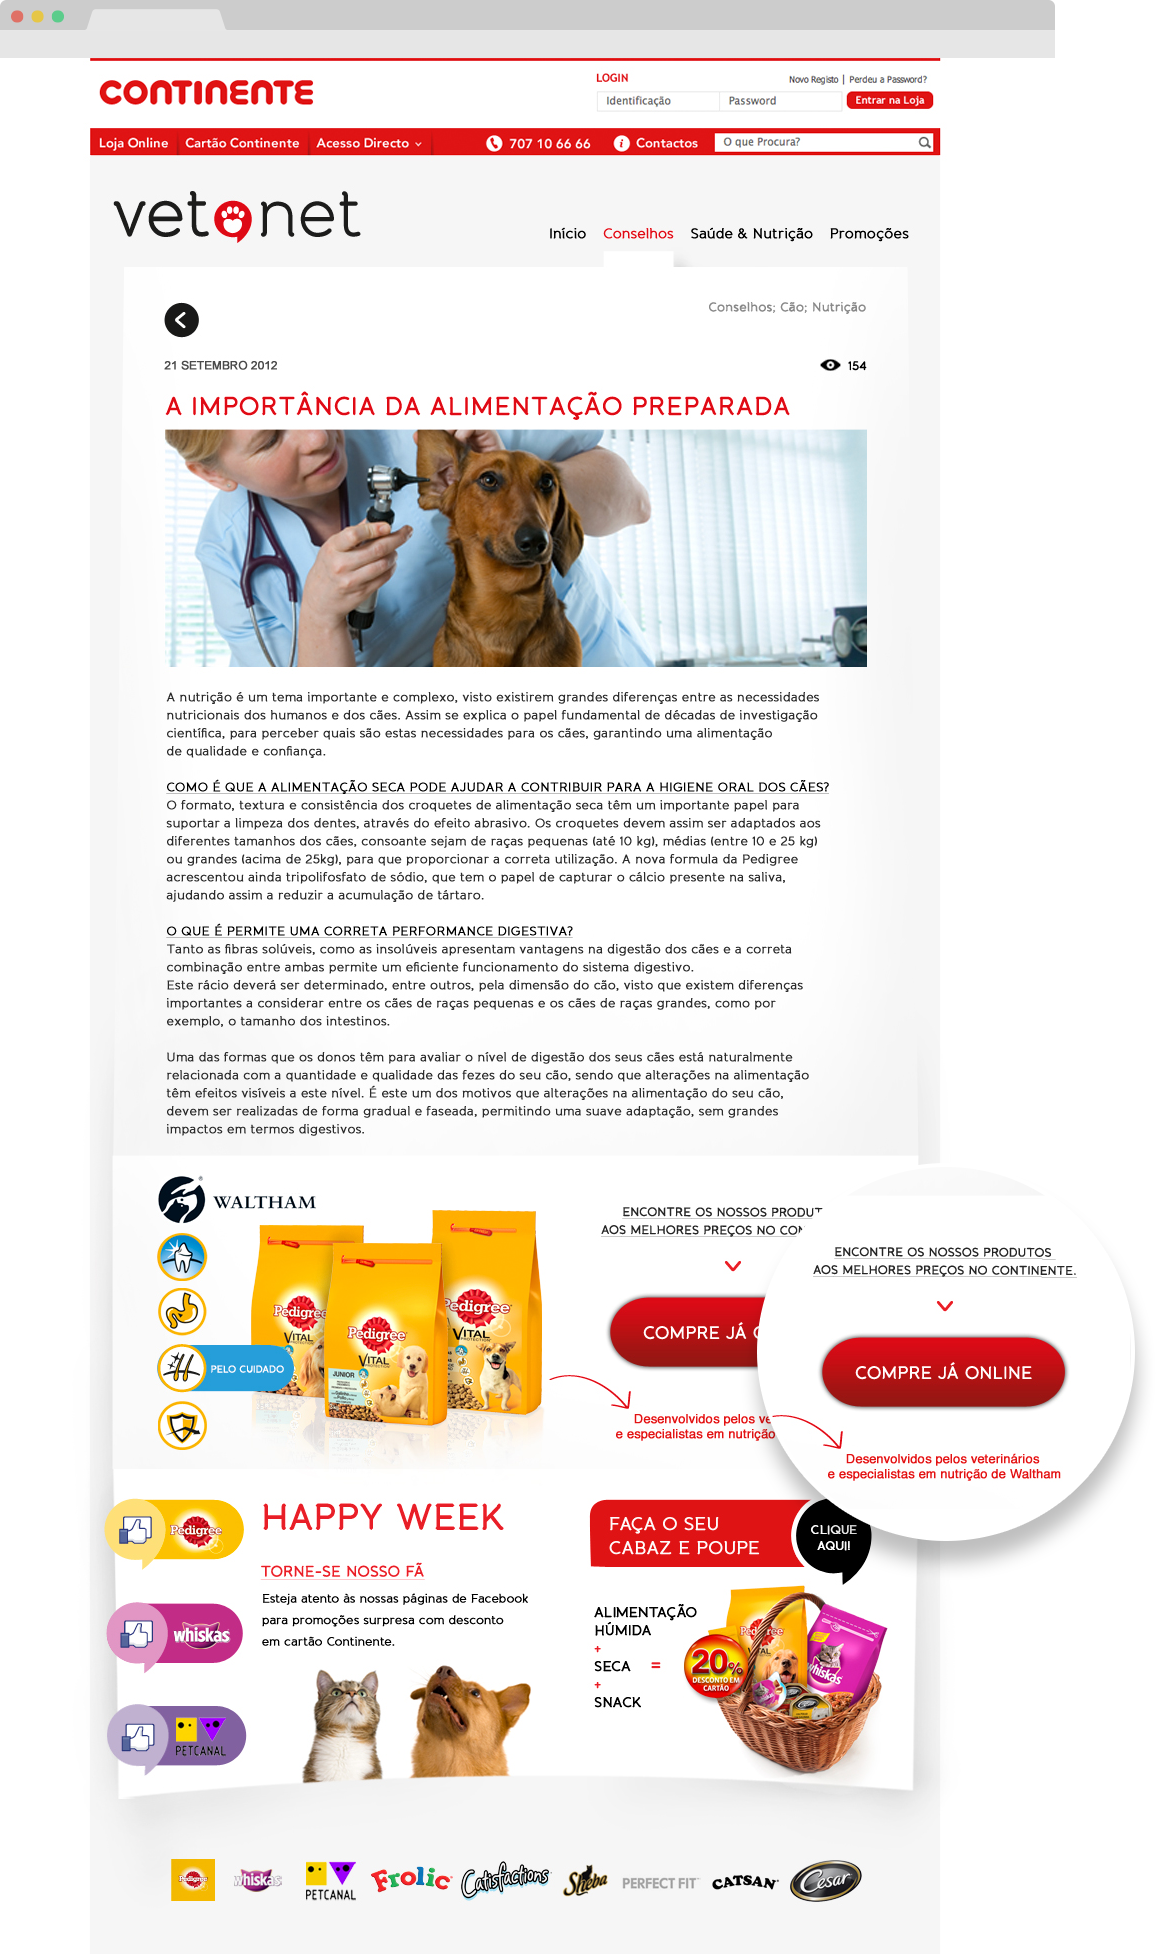 CONTINENTE
LOGIN
Novo Registo | Perdeu a Password?
Identificação
Password
Entrar na Loja
Loja Online
Cartão Continente
Acesso Directo
707 10 66 66
Contactos
O que Procura?
vetonet
Início
Conselhos
Saúde & Nutrição
Promoções
Conselhos; Cão; Nutrição
21 SETEMBRO 2012
154
A IMPORTÂNCIA DA ALIMENTAÇÃO PREPARADA
A nutrição é um tema importante e complexo, visto existirem grandes diferenças entre as necessidades
nutricionais dos humanos e dos cães. Assim se explica o papel fundamental de décadas de investigação
científica, para perceber quais são estas necessidades para os cães, garantindo uma alimentação
de qualidade e confiança.
COMO É QUE A ALIMENTAÇÃO SECA PODE AJUDAR A CONTRIBUIR PARA A HIGIENE ORAL DOS CÃES?
O formato, textura e consistência dos croquetes de alimentação seca têm um importante papel para
suportar a limpeza dos dentes, através do efeito abrasivo. Os croquetes devem assim ser adaptados aos
diferentes tamanhos dos cães, consoante sejam de raças pequenas (até 10 kg), médias (entre 10 e 25 kg)
ou grandes (acima de 25kg), para que proporcionar a correta utilização. A nova formula da Pedigree
acrescentou ainda tripolifosfato de sódio, que tem o papel de capturar o cálcio presente na saliva,
ajudando assim a reduzir a acumulação de tártaro.
O QUE É PERMITE UMA CORRETA PERFORMANCE DIGESTIVA?
Tanto as fibras solúveis, como as insolúveis apresentam vantagens na digestão dos cães e a correta
combinação entre ambas permite um eficiente funcionamento do sistema digestivo.
Este rácio deverá ser determinado, entre outros, pela dimensão do cão, visto que existem diferenças
importantes a considerar entre os cães de raças pequenas e os cães de raças grandes, como por
exemplo, o tamanho dos intestinos.
Uma das formas que os donos têm para avaliar o nível de digestão dos seus cães está naturalmente
relacionada com a quantidade e qualidade das fezes do seu cão, sendo que alterações na alimentação
têm efeitos visíveis a este nível. É este um dos motivos que alterações na alimentação do seu cão,
devem ser realizadas de forma gradual e faseada, permitindo uma suave adaptação, sem grandes
impactos em termos digestivos.
WALTHAM
PELO CUIDADO
Pedigree
VITAL
Pedigree
VITAL
PROTECTION
JUNIOR
Pedigree
VITAL
PROTECTION
ENCONTRE OS NOSSOS PRODUT
AOS MELHORES PREÇOS NO CON
COMPRE JÁ
Desenvolvidos pelos ve
e especialistas em nutrição
ENCONTRE OS NOSSOS PRODUTOS
AOS MELHORES PREÇOS NO CONTINENTE.
COMPRE JÁ ONLINE
Desenvolvidos pelos veterinários
e especialistas em nutrição de Waltham
Pedigree
whiskas
PETCANAL
HAPPY WEEK
TORNE-SE NOSSO FÃ
Esteja atento às nossas páginas de Facebook
para promoções surpresa com desconto
em cartão Continente.
FAÇA O SEU
CABAZ E POUPE
CLIQUE
AQUI!
ALIMENTAÇÃO
HÚMIDA
+
SECA =
+
SNACK
20%
DESCONTO EM
CARTÃO
Pedigree
whiskas
Pedigree
whiskas
PETCANAL
Frolic
Catisfactions
Sheba
PERFECT FIT
CATSAN
Cesar